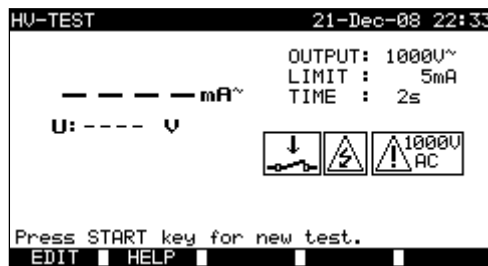 HV-TEST 21-Dec-08 22:33
OUTPUT: 1000V~
LIMIT : 5mA
TIME : 2s
– – – – mA~
U: ---- V
1000V
AC
Press START key for new test.
EDIT HELP